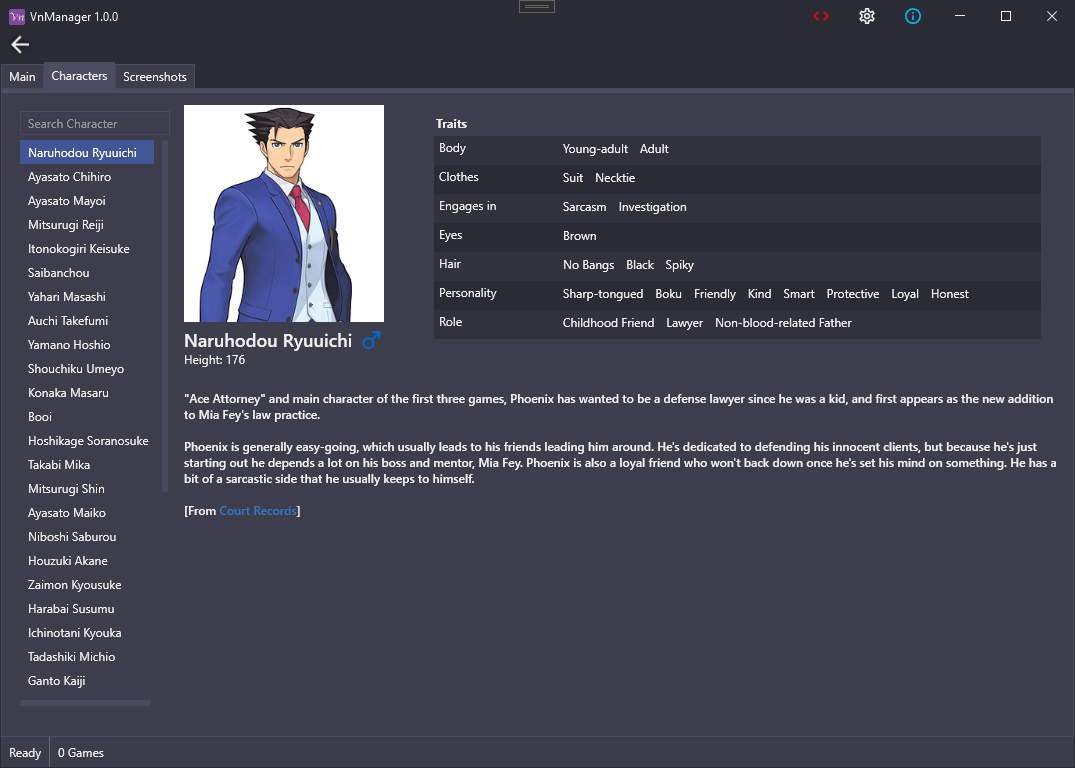 Vn VnManager 1.0.0
Main Characters Screenshots
Search Character
Naruhodou Ryuuichi
Ayasato Chihiro
Ayasato Mayoi
Mitsurugi Reiji
Itonokogiri Keisuke
Saibanchou
Yahari Masashi
Auchi Takefumi
Yamano Hoshio
Shouchiku Umeyo
Konaka Masaru
Booi
Hoshikage Soranosuke
Takabi Mika
Mitsurugi Shin
Ayasato Maiko
Niboshi Saburou
Houzuki Akane
Zaimon Kyousuke
Harabai Susumu
Ichinotani Kyouka
Tadashiki Michio
Ganto Kaiji
Naruhodou Ryuuichi
Height: 176
Traits
Body Young-adult Adult
Clothes Suit Necktie
Engages in Sarcasm Investigation
Eyes Brown
Hair No Bangs Black Spiky
Personality Sharp-tongued Boku Friendly Kind Smart Protective Loyal Honest
Role Childhood Friend Lawyer Non-blood-related Father
"Ace Attorney" and main character of the first three games, Phoenix has wanted to be a defense lawyer since he was a kid, and first appears as the new addition
to Mia Fey's law practice.
Phoenix is generally easy-going, which usually leads to his friends leading him around. He's dedicated to defending his innocent clients, but because he's just
starting out he depends a lot on his boss and mentor, Mia Fey. Phoenix is also a loyal friend who won't back down once he's set his mind on something. He has a
bit of a sarcastic side that he usually keeps to himself.
[From Court Records]
Ready 0 Games